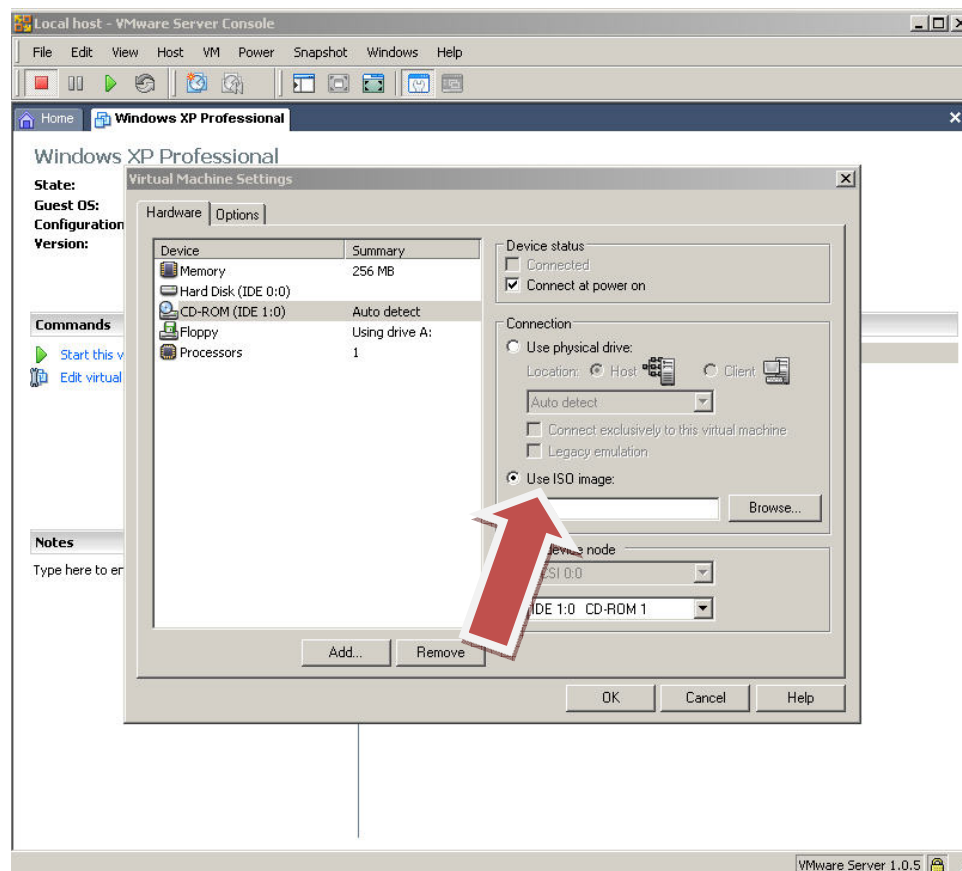 Local host - VMware Server Console
File Edit View Host VM Power Snapshot Windows Help
Home Windows XP Professional
Windows XP Professional
State:
Guest OS:
Configuration
Version:
Commands
Start this v
Edit virtual
Notes
Type here to er
Virtual Machine Settings
Hardware Options
Device Summary
Memory 256 MB
Hard Disk (IDE 0:0)
CD-ROM (IDE 1:0) Auto detect
Floppy Using drive A:
Processors 1
Add... Remove
Device status
Connected
Connect at power on
Connection
Use physical drive:
Location: Host Client
Auto detect
Connect exclusively to this virtual machine
Legacy emulation
Use ISO image:
Browse...
device node
CSI 0:0
IDE 1:0 CD-ROM 1
OK Cancel Help
VMware Server 1.0.5